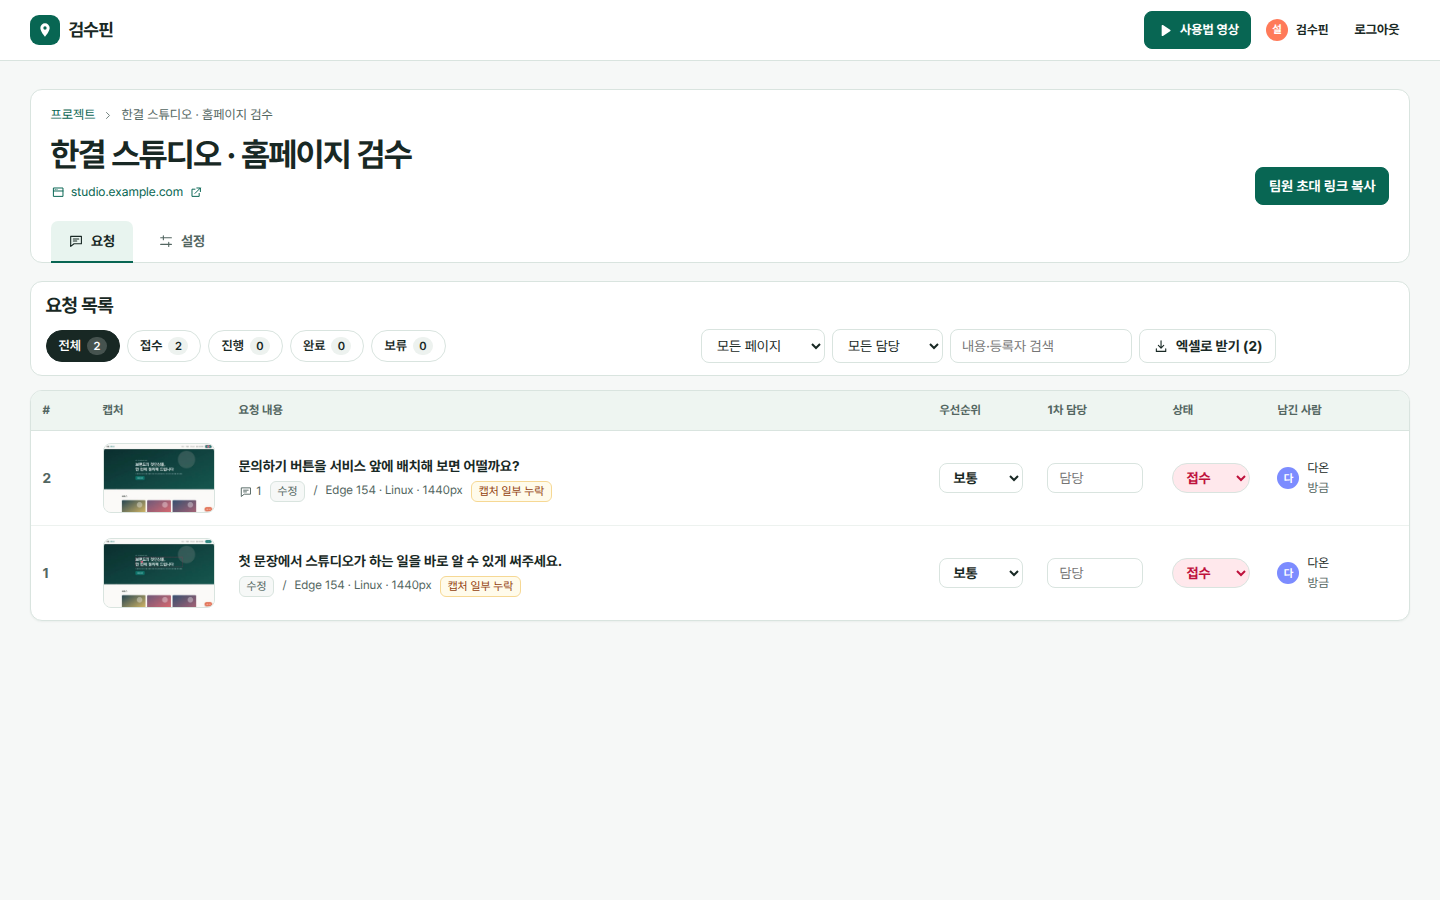 검수핀
사용법 영상
설 검수핀
로그아웃
프로젝트 > 한결 스튜디오 · 홈페이지 검수
한결 스튜디오 · 홈페이지 검수
studio.example.com
팀원 초대 링크 복사
요청
설정
요청 목록
전체 2
접수 2
진행 0
완료 0
보류 0
모든 페이지
모든 담당
내용·등록자 검색
엑셀로 받기 (2)
# 캡처 요청 내용 우선순위 1차 담당 상태 남긴 사람
2
문의하기 버튼을 서비스 앞에 배치해 보면 어떨까요?
1 수정 / Edge 154 · Linux · 1440px 캡처 일부 누락
보통
담당
접수
다 다온
방금
1
첫 문장에서 스튜디오가 하는 일을 바로 알 수 있게 써주세요.
수정 / Edge 154 · Linux · 1440px 캡처 일부 누락
보통
담당
접수
다 다온
방금